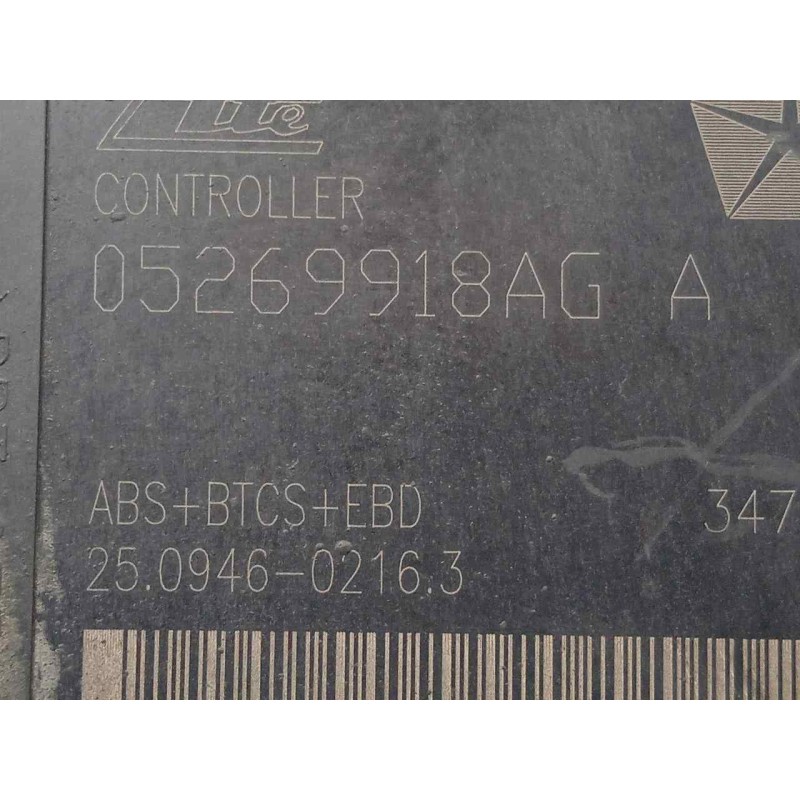 CONTROLLER
05269918AG A
ABS+BTCS+EBD 347
25.0946-0216.3